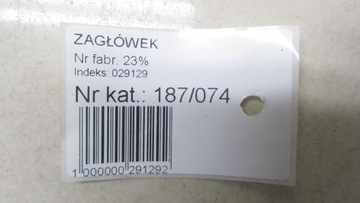 ZAGŁÓWEK
Nr fabr. 23%
Indeks: 029129
Nr kat.: 187/074
1 000000 291292